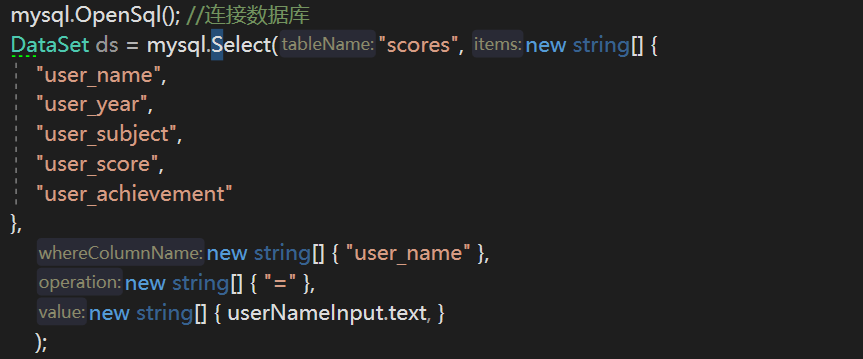 mysql.OpenSql(); //连接数据库
DataSet ds = mysql.Select(tableName:"scores", items:new string[] {
"user_name",
"user_year",
"user_subject",
"user_score",
"user_achievement"
},
whereColumnName:new string[] { "user_name" },
operation:new string[] { "=" },
value:new string[] { userNameInput.text, }
);